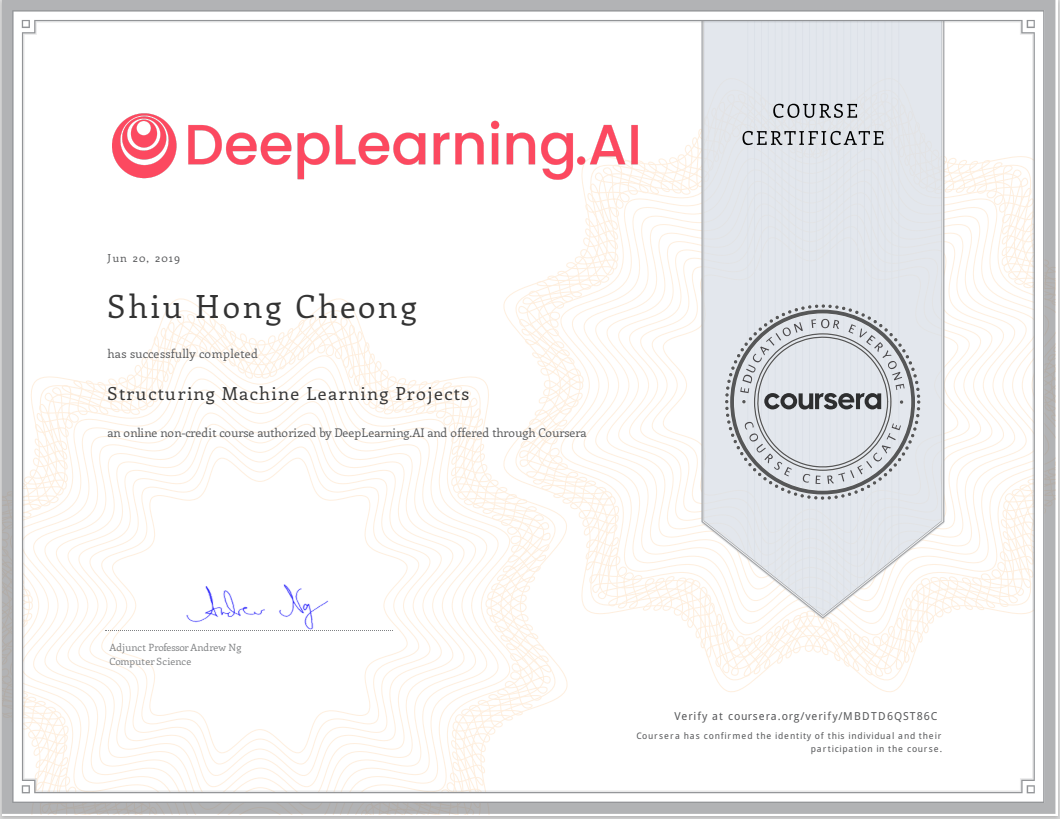 DeepLearning.AI
COURSE
CERTIFICATE
Jun 20, 2019
Shiu Hong Cheong
has successfully completed
Structuring Machine Learning Projects
an online non-credit course authorized by DeepLearning.AI and offered through Coursera
EDUCATION FOR EVERYONE
coursera
COURSE CERTIFICATE
Andrew Ng
Adjunct Professor Andrew Ng
Computer Science
Verify at coursera.org/verify/MBDTD6QST86C
Coursera has confirmed the identity of this individual and their
participation in the course.